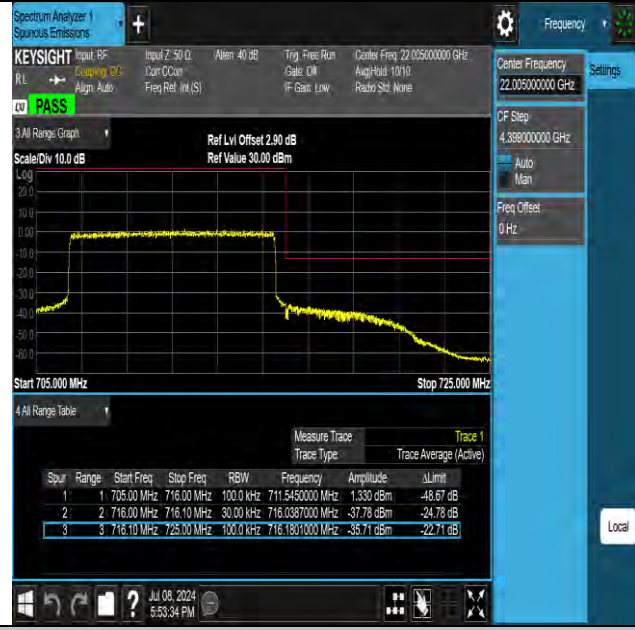 Spectrum Analyzer 1
Spurious Emissions
Frequency
KEYSIGHT Input: RF Input Z: 50 Ω Atten: 40 dB Trig: Free Run Center Freq: 22.005000000 GHz
RL Coupling: DC Corr CCorr Gate: Off Avg|Hold: 10/10
Align: Auto Freq Ref: Int (S) IF Gain: Low Radio Std: None
PASS
Center Frequency
22.005000000 GHz
Settings
CF Step
4.399000000 GHz
Auto
Man
Freq Offset
0 Hz
3 All Range Graph
Ref Lvl Offset 2.90 dB
Scale/Div 10.0 dB Ref Value 30.00 dBm
Log
20.0
10.0
0.00
-10.0
-20.0
-30.0
-40.0
-50.0
-60.0
Start 705.000 MHz Stop 725.000 MHz
4 All Range Table
Measure Trace Trace 1
Trace Type Trace Average (Active)
Spur Range Start Freq Stop Freq RBW Frequency Amplitude ΔLimit
1 1 705.00 MHz 716.00 MHz 100.0 kHz 711.5450000 MHz 1.330 dBm -48.67 dB
2 2 716.00 MHz 716.10 MHz 30.00 kHz 716.0387000 MHz -37.78 dBm -24.78 dB
3 3 716.10 MHz 725.00 MHz 100.0 kHz 716.1801000 MHz -35.71 dBm -22.71 dB
Local
Jul 08, 2024
5:53:34 PM